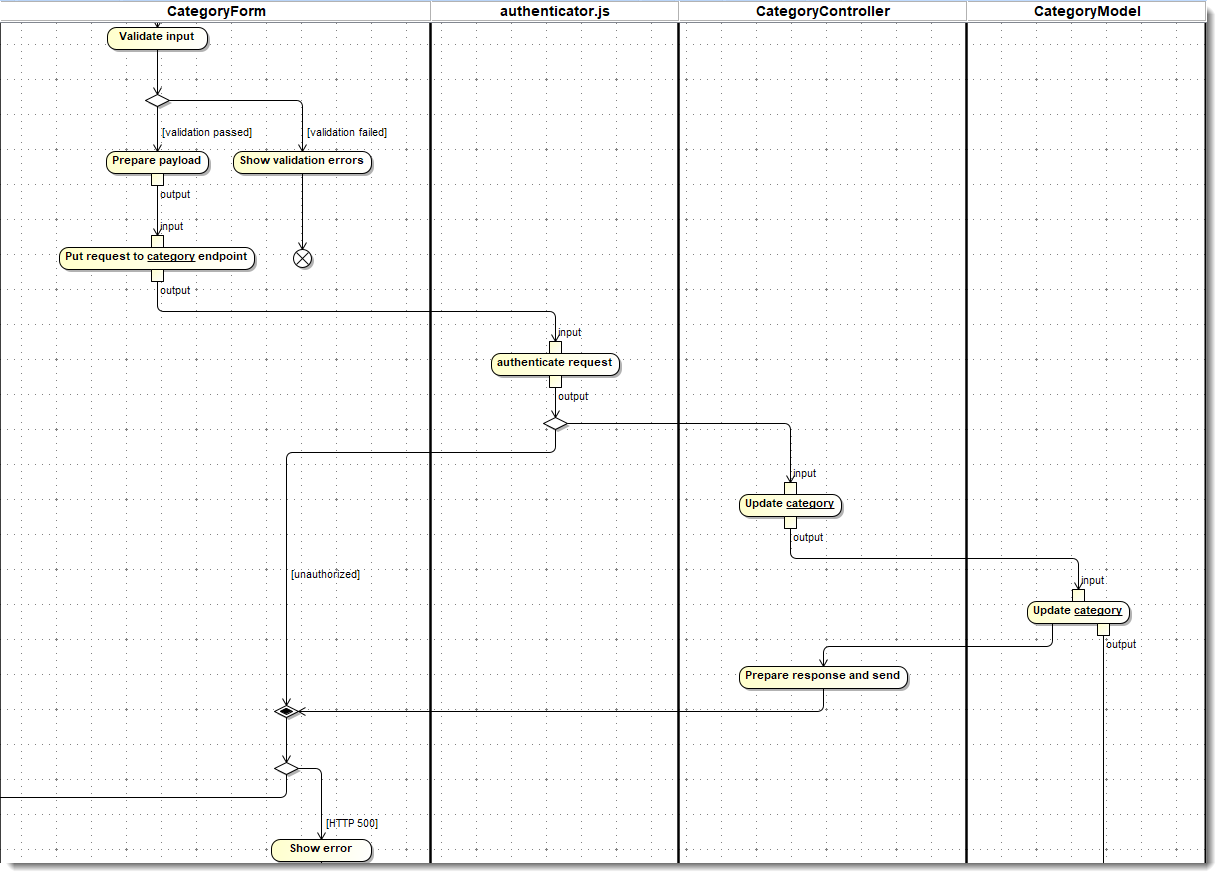 CategoryForm
authenticator.js
CategoryController
CategoryModel
Validate input
[validation passed]
[validation failed]
Prepare payload
Show validation errors
output
input
Put request to category endpoint
output
input
authenticate request
output
input
Update category
output
[unauthorized]
input
Update category
output
Prepare response and send
[HTTP 500]
Show error